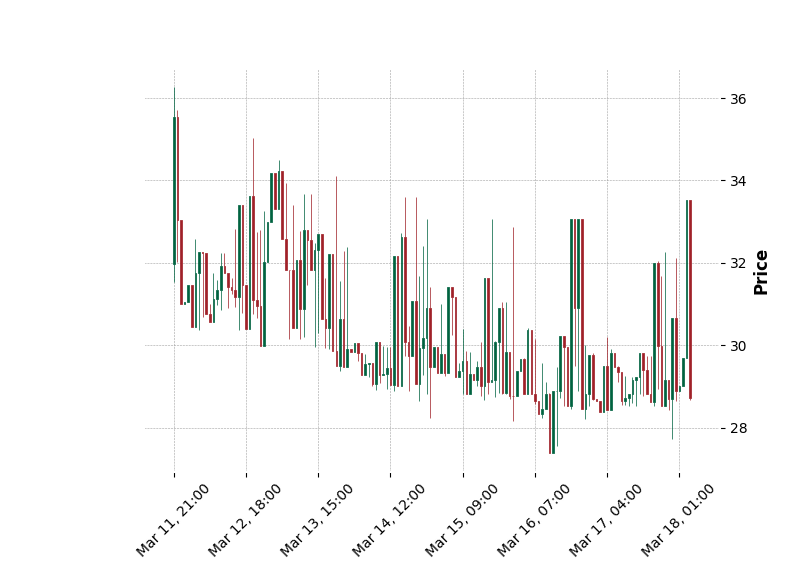 36
34
32
30
28
Price
Mar 11, 21:00
Mar 12, 18:00
Mar 13, 15:00
Mar 14, 12:00
Mar 15, 09:00
Mar 16, 07:00
Mar 17, 04:00
Mar 18, 01:00